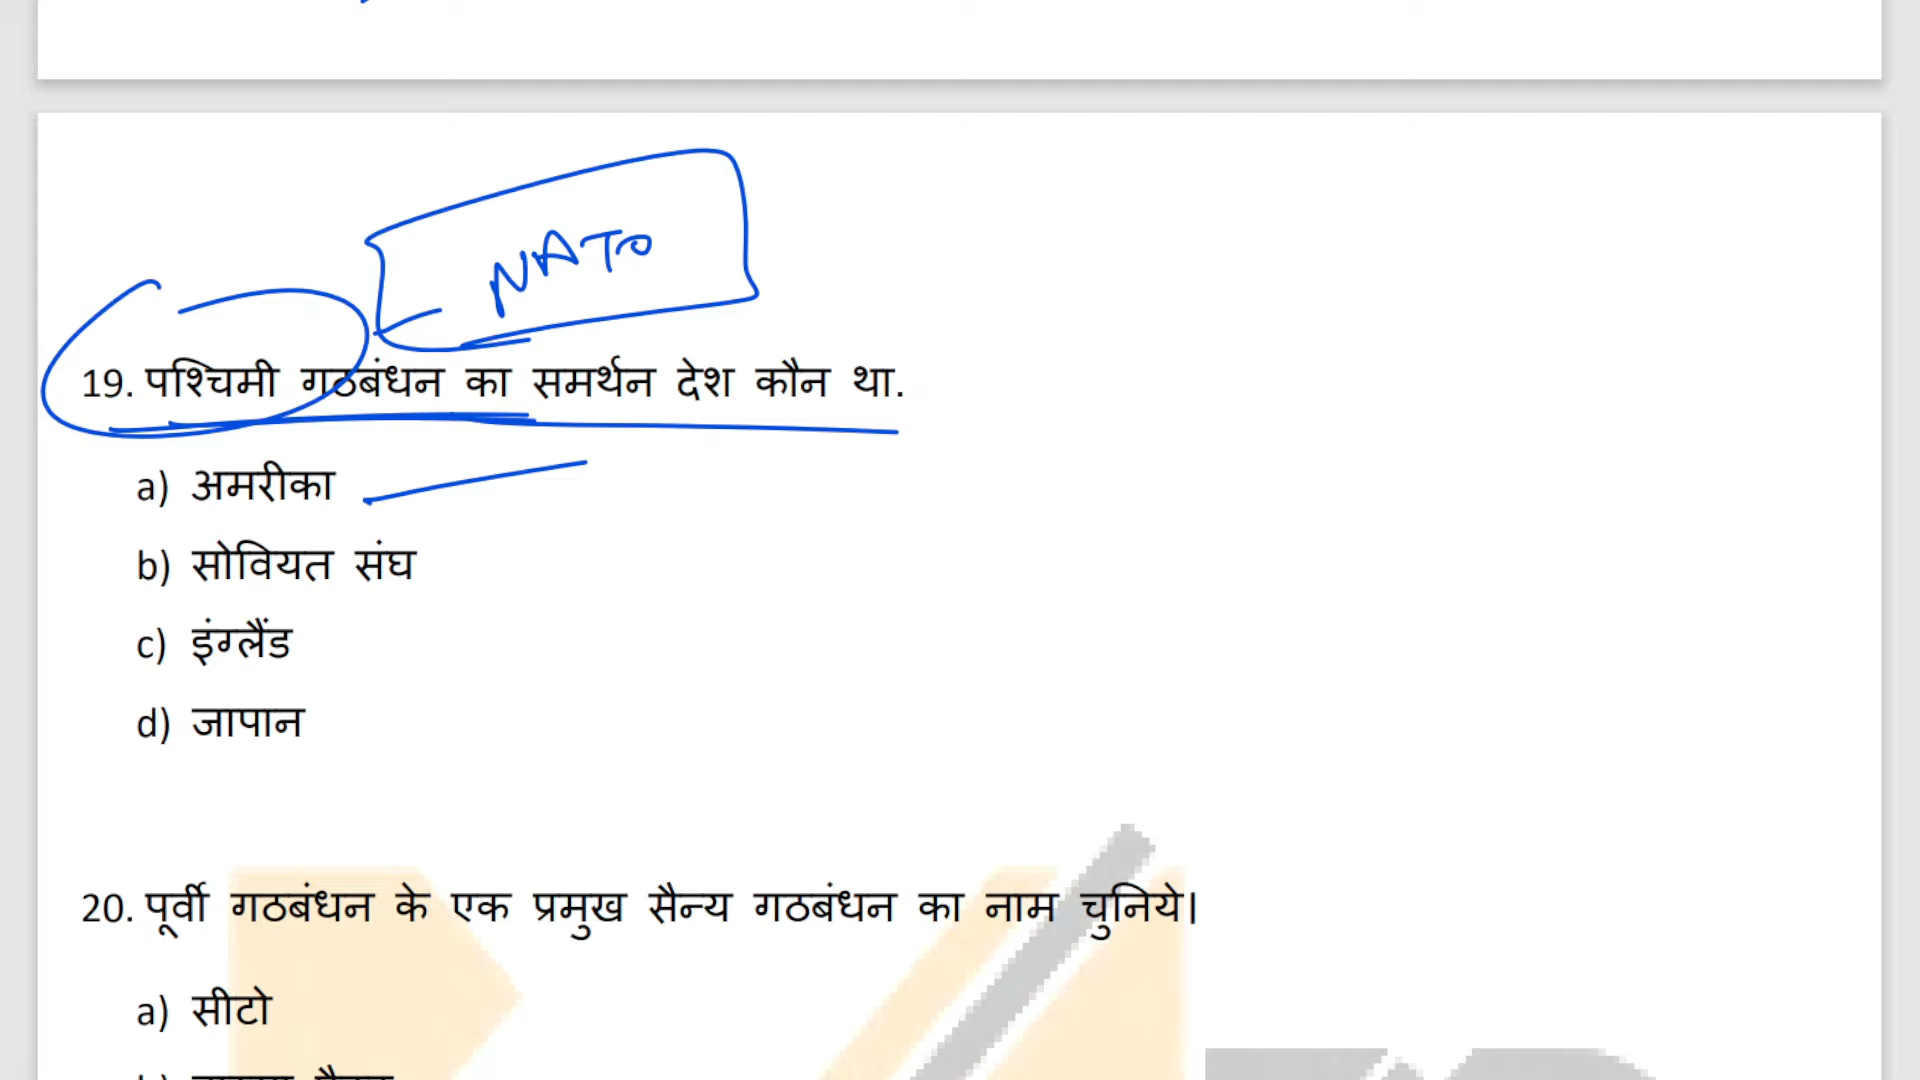 NATO
19. पश्चिमी गठबंधन का समर्थन देश कौन था.
a) अमरीका
b) सोवियत संघ
c) इंग्लैंड
d) जापान
20. पूर्वी गठबंधन के एक प्रमुख सैन्य गठबंधन का नाम चुनिये।
a) सीटो